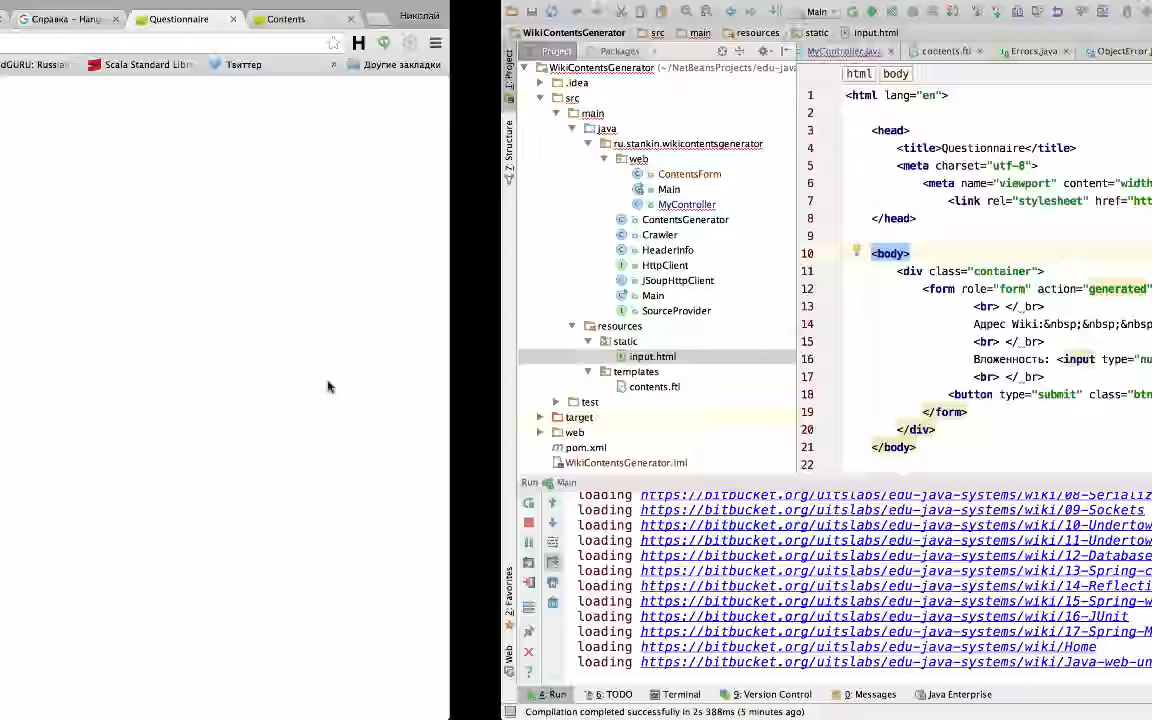 Справка – Hang
Questionnaire
Contents
Николай
dGURU: Russian
Scala Standard Libr
Твиттер
»
Другие закладки
Main
WikiContentsGenerator
src
main
resources
static
input.html
1: Project
Z: Structure
2: Favorites
Web
Project
Packages
WikiContentsGenerator (~/NetBeansProjects/edu-java
.idea
src
main
java
ru.stankin.wikicontentsgenerator
web
ContentsForm
Main
MyController
ContentsGenerator
Crawler
HeaderInfo
HttpClient
JSoupHttpClient
Main
SourceProvider
resources
static
input.html
templates
contents.ftl
test
target
web
pom.xml
WikiContentsGenerator.iml
MyController.java
contents.ftl
Errors.java
ObjectError.j
html body
1 <html lang="en">
2
3 <head>
4 <title>Questionnaire</title>
5 <meta charset="utf-8">
6 <meta name="viewport" content="width
7 <link rel="stylesheet" href="htt
8 </head>
9
10 <body>
11 <div class="container">
12 <form role="form" action="generated"
13 <br> </_br>
14 Адрес Wiki:&nbsp;&nbsp;&nbsp
15 <br> </_br>
16 Вложенность: <input type="nu
17 <br> </_br>
18 <button type="submit" class="btn
19 </form>
20 </div>
21 </body>
22
Run Main
loading https://bitbucket.org/uitslabs/edu-java-systems/wiki/08-Serializ
loading https://bitbucket.org/uitslabs/edu-java-systems/wiki/09-Sockets
loading https://bitbucket.org/uitslabs/edu-java-systems/wiki/10-Undertow
loading https://bitbucket.org/uitslabs/edu-java-systems/wiki/11-Undertow
loading https://bitbucket.org/uitslabs/edu-java-systems/wiki/12-Database
loading https://bitbucket.org/uitslabs/edu-java-systems/wiki/13-Spring-c
loading https://bitbucket.org/uitslabs/edu-java-systems/wiki/14-Reflecti
loading https://bitbucket.org/uitslabs/edu-java-systems/wiki/15-Spring-w
loading https://bitbucket.org/uitslabs/edu-java-systems/wiki/16-JUnit
loading https://bitbucket.org/uitslabs/edu-java-systems/wiki/17-Spring-M
loading https://bitbucket.org/uitslabs/edu-java-systems/wiki/Home
loading https://bitbucket.org/uitslabs/edu-java-systems/wiki/Java-web-un
4: Run
6: TODO
Terminal
9: Version Control
0: Messages
Java Enterprise
Compilation completed successfully in 2s 388ms (5 minutes ago)